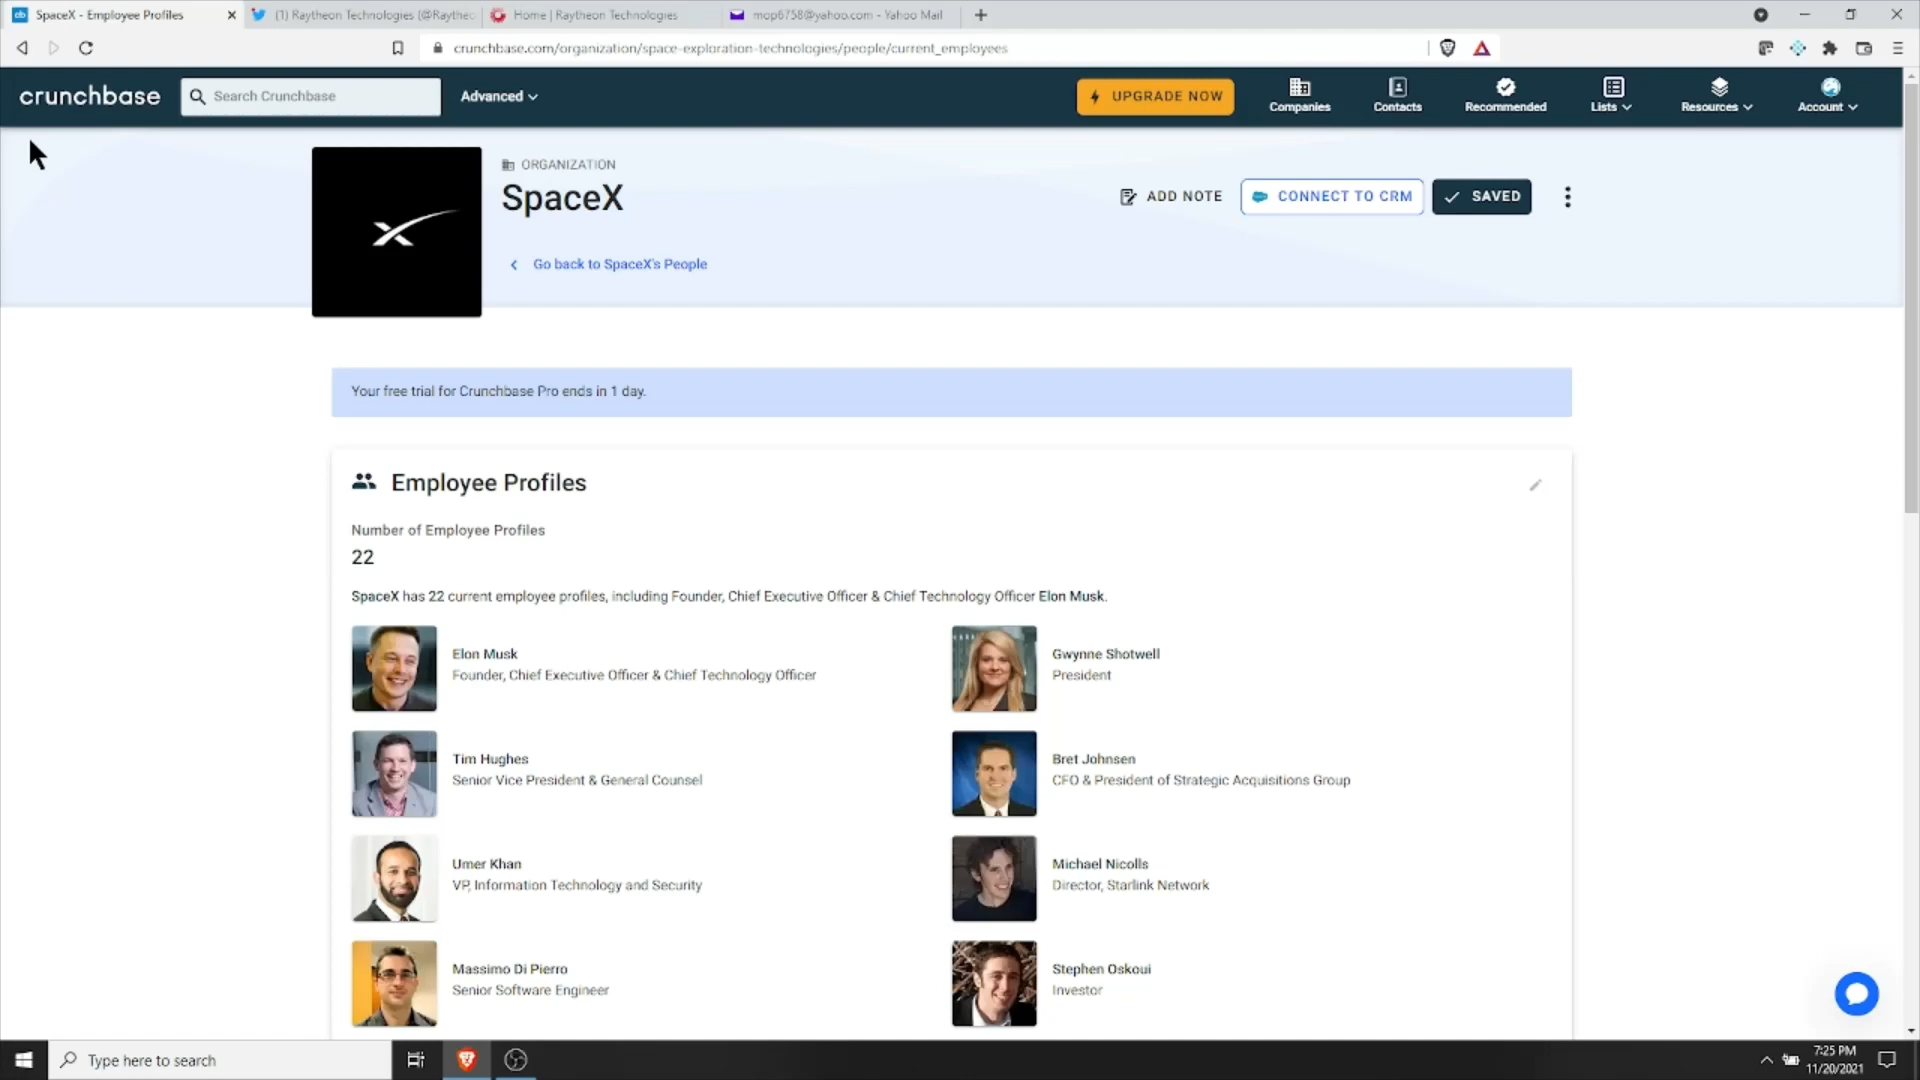 SpaceX - Employee Profiles
(1) Raytheon Technologies (@Raytheo
Home | Raytheon Technologies
mop6758@yahoo.com - Yahoo Mail
crunchbase.com/organization/space-exploration-technologies/people/current_employees
crunchbase
Search Crunchbase
Advanced
UPGRADE NOW
Companies
Contacts
Recommended
Lists
Resources
Account
ORGANIZATION
SpaceX
ADD NOTE
CONNECT TO CRM
SAVED
Go back to SpaceX's People
Your free trial for Crunchbase Pro ends in 1 day.
Employee Profiles
Number of Employee Profiles
22
SpaceX has 22 current employee profiles, including Founder, Chief Executive Officer & Chief Technology Officer Elon Musk.
Elon Musk
Founder, Chief Executive Officer & Chief Technology Officer
Gwynne Shotwell
President
Tim Hughes
Senior Vice President & General Counsel
Bret Johnsen
CFO & President of Strategic Acquisitions Group
Umer Khan
VP, Information Technology and Security
Michael Nicolls
Director, Starlink Network
Massimo Di Pierro
Senior Software Engineer
Stephen Oskoui
Investor
Type here to search
7:25 PM
11/20/2021